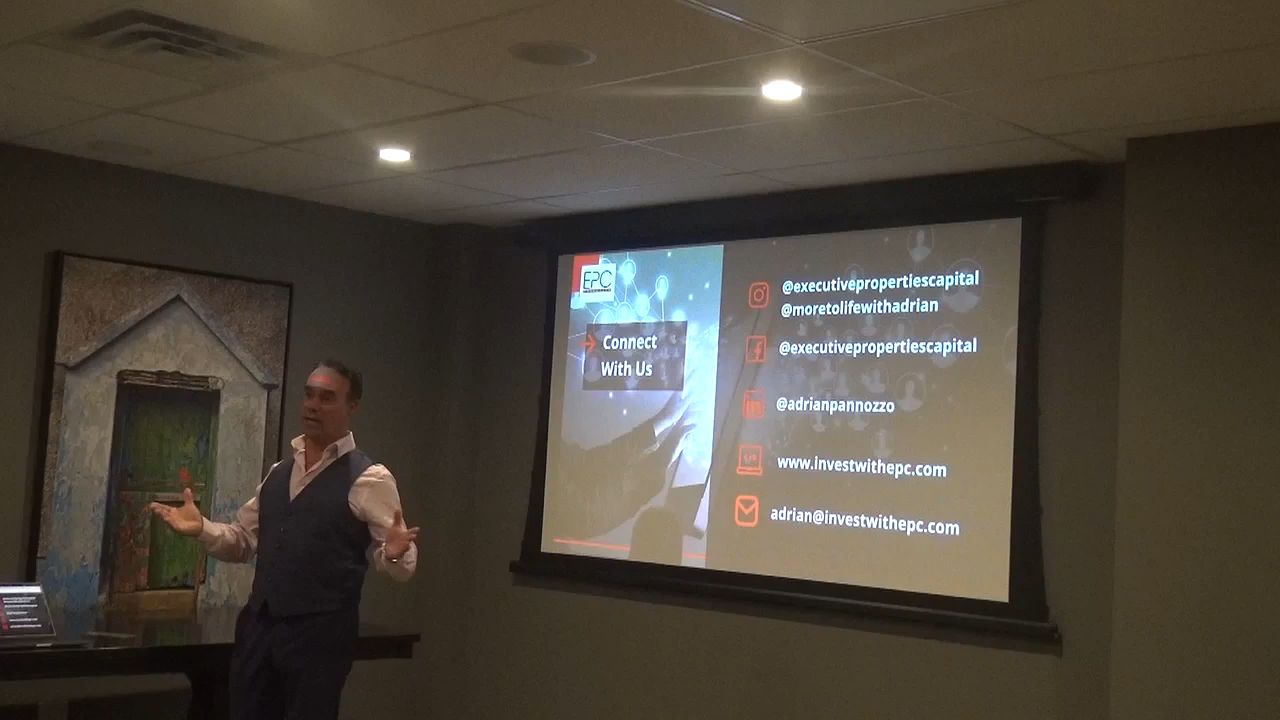 EPC
Connect
With Us
@executivepropertiescapital
@moretolifewithadrian
@executivepropertiescapital
@adrianpannozzo
www.investwithepc.com
adrian@investwithepc.com